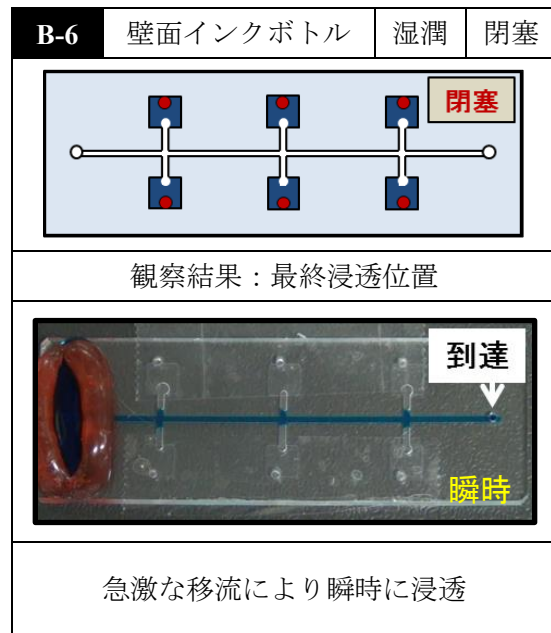 B-6 壁面インクボトル 湿潤 閉塞
閉塞
観察結果：最終浸透位置
到達
瞬時
急激な移流により瞬時に浸透